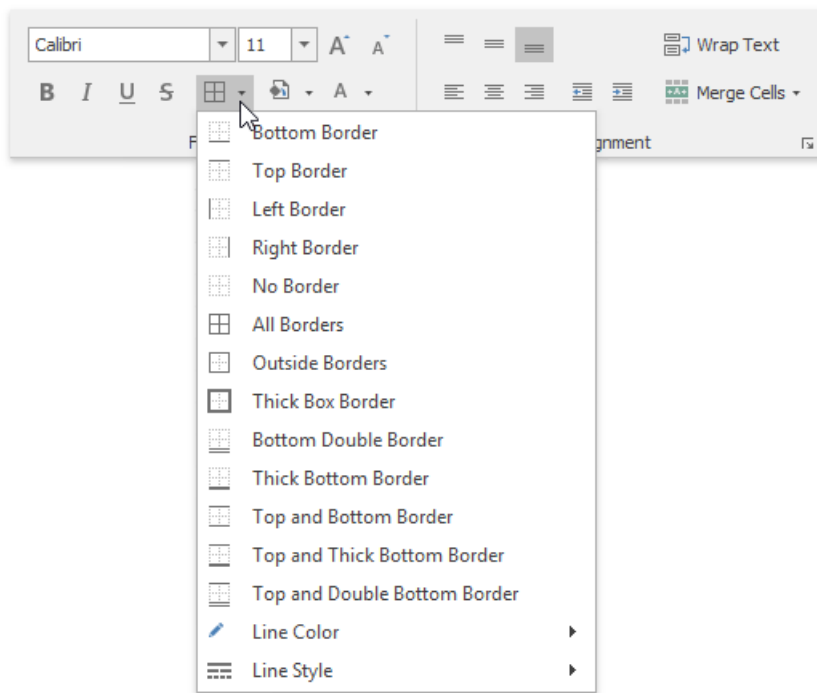 Calibri 11 A A Wrap Text
B I U S A Merge Cells
F gnment
Bottom Border
Top Border
Left Border
Right Border
No Border
All Borders
Outside Borders
Thick Box Border
Bottom Double Border
Thick Bottom Border
Top and Bottom Border
Top and Thick Bottom Border
Top and Double Bottom Border
Line Color
Line Style